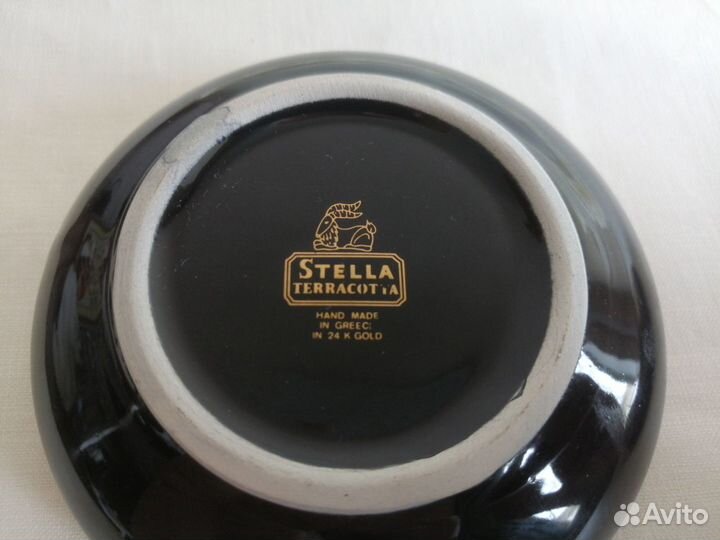 STELLA
TERRACOTTA
HAND MADE
IN GREECE
IN 24 K GOLD
Avito